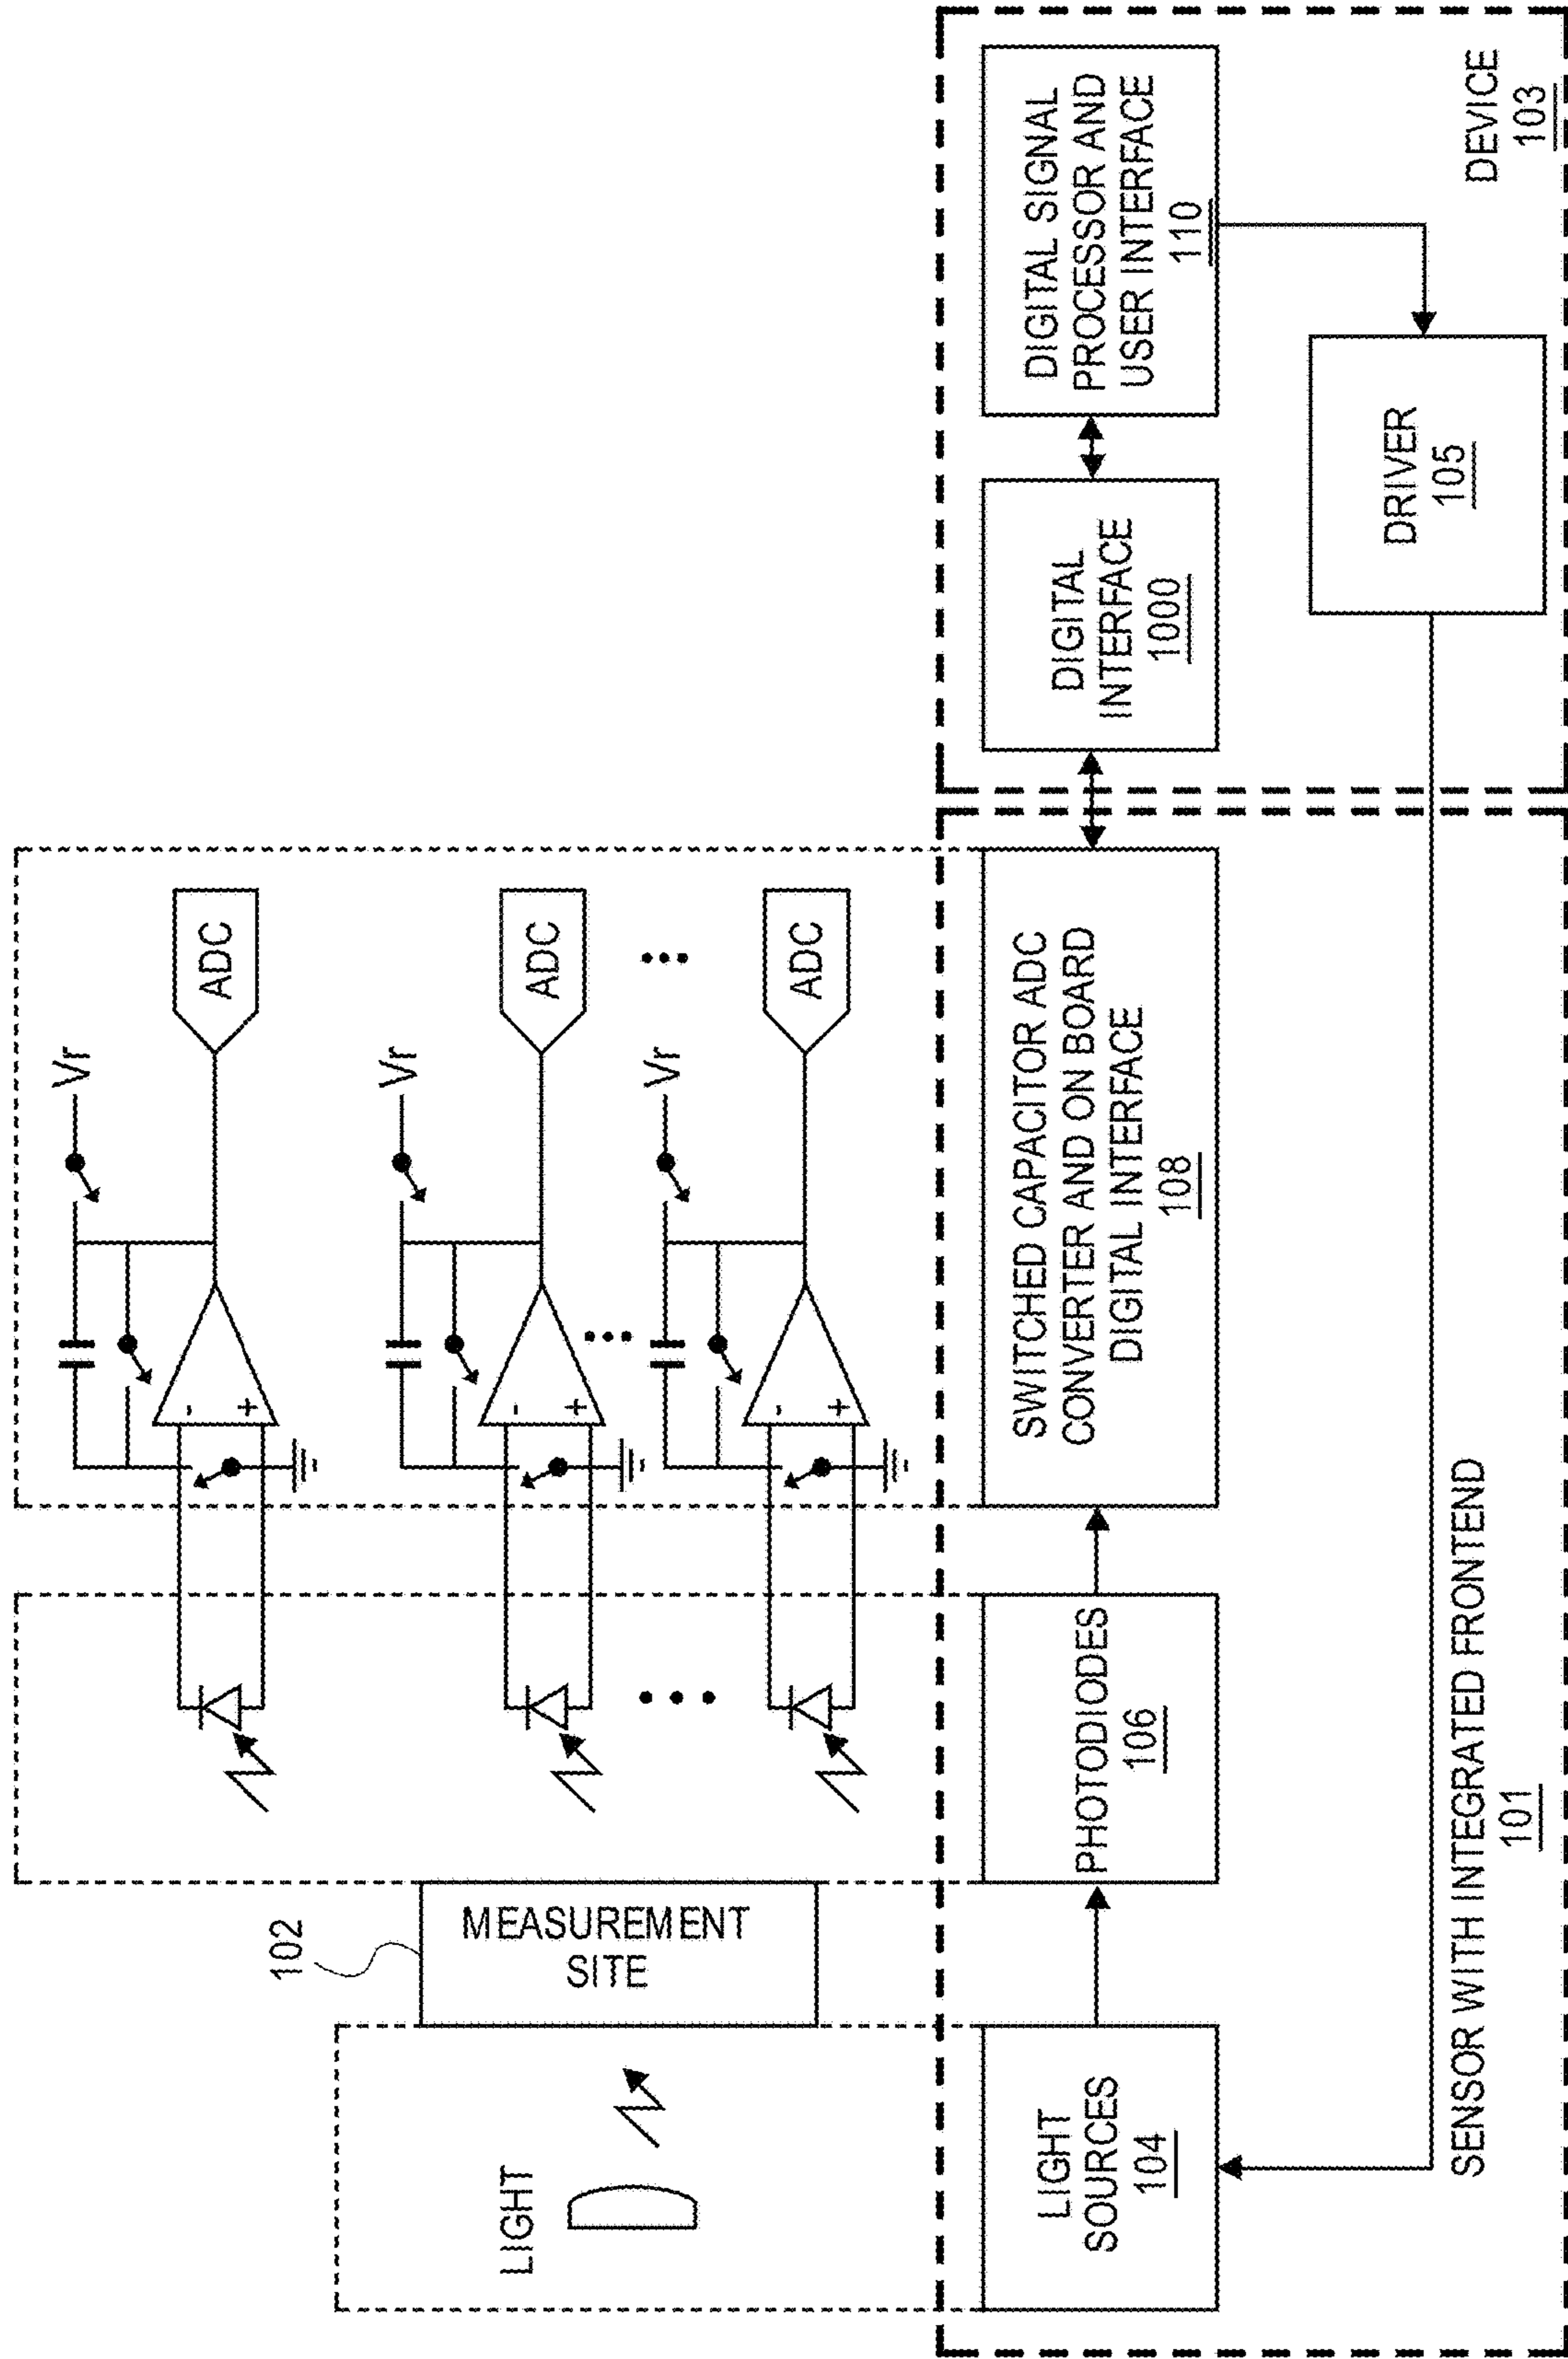 LIGHT
102
MEASUREMENT
SITE
-
+
Vr
ADC
-
+
Vr
ADC
-
+
Vr
ADC
LIGHT
SOURCES
104
PHOTODIODES
106
SWITCHED CAPACITOR ADC
CONVERTER AND ON BOARD
DIGITAL INTERFACE
108
DIGITAL
INTERFACE
1000
DIGITAL SIGNAL
PROCESSOR AND
USER INTERFACE
110
DRIVER
105
SENSOR WITH INTEGRATED FRONTEND
101
DEVICE
103